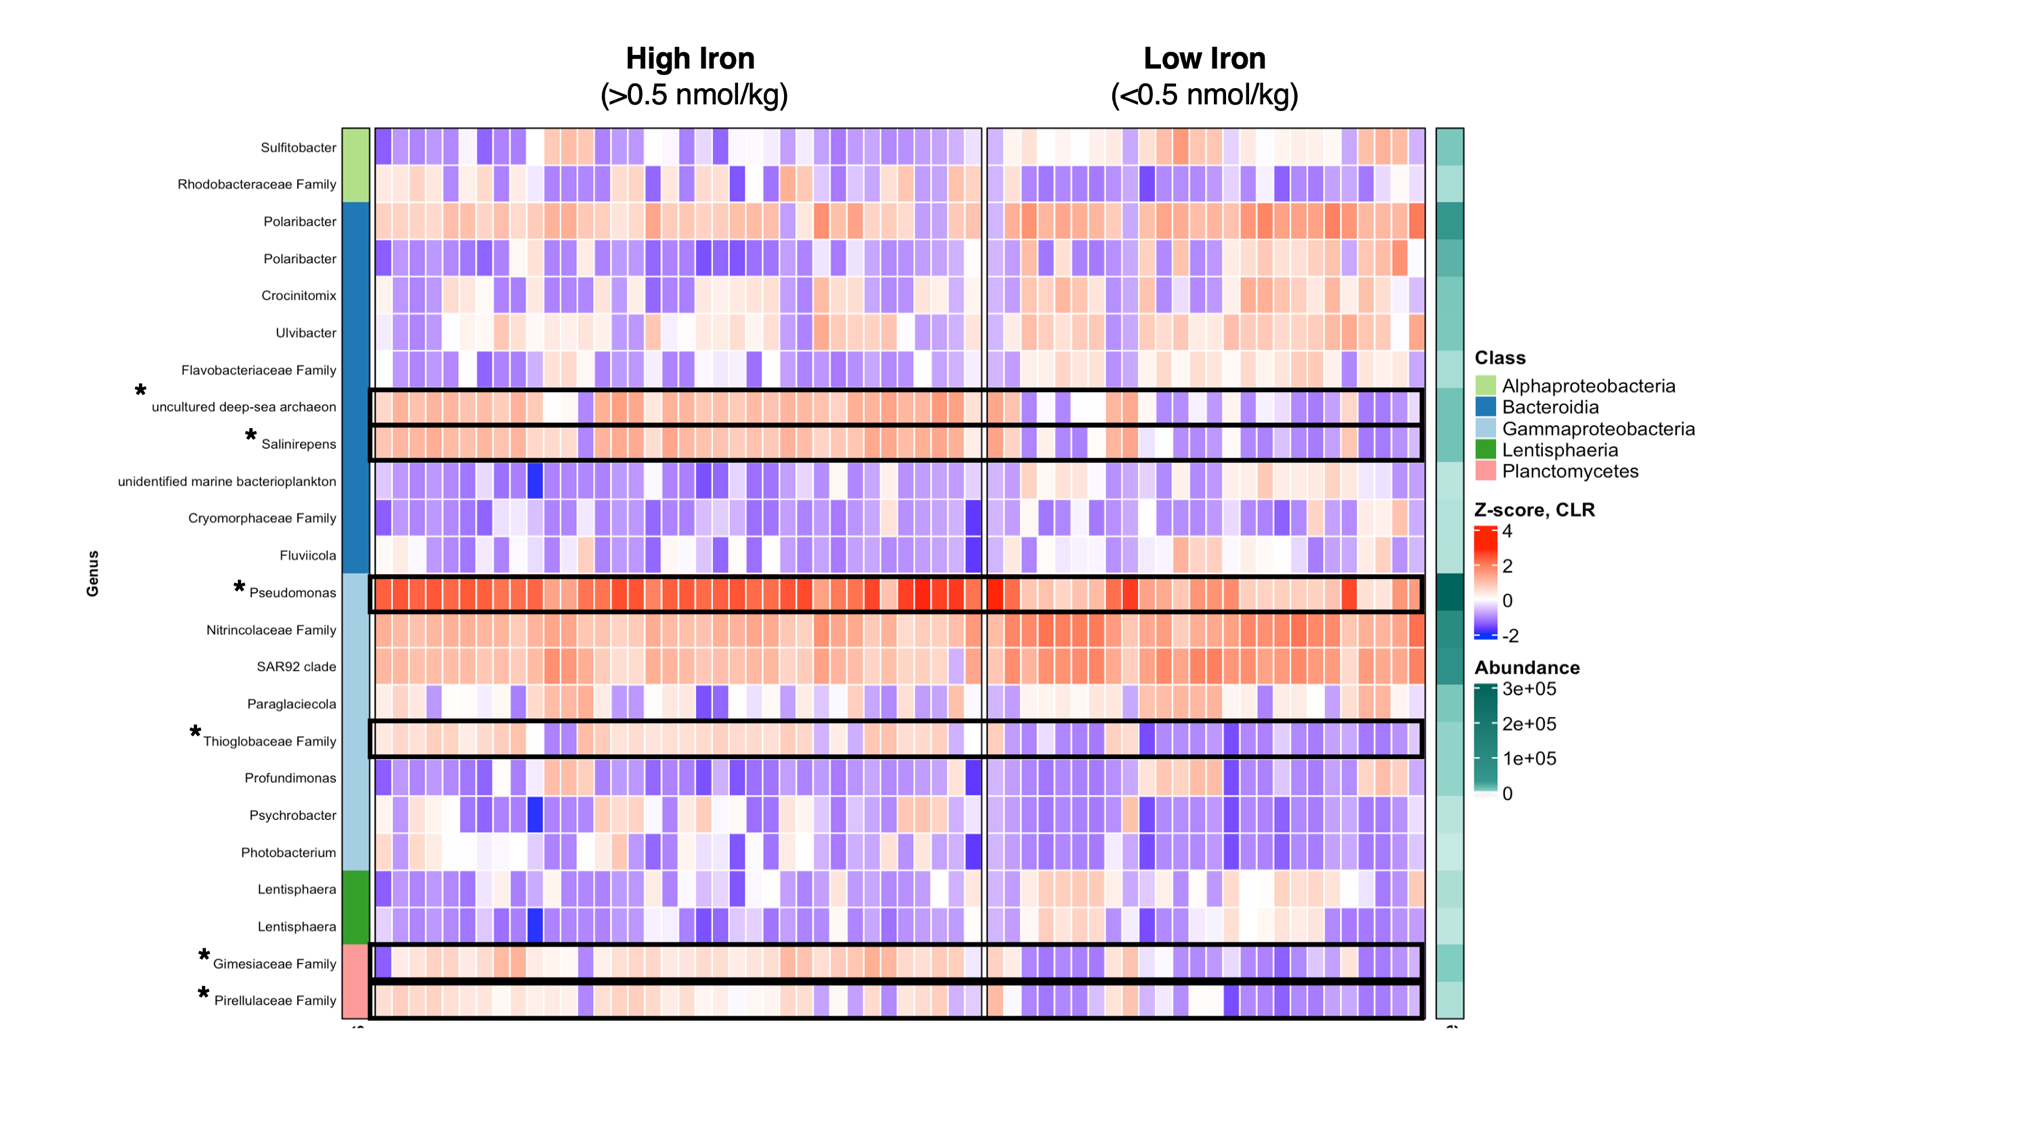 High Iron
(>0.5 nmol/kg)
Low Iron
(<0.5 nmol/kg)
Genus
Sulfitobacter
Rhodobacteraceae Family
Polaribacter
Polaribacter
Crocinitomix
Ulvibacter
Flavobacteriaceae Family
* uncultured deep-sea archaeon
* Salinirepens
unidentified marine bacterioplankton
Cryomorphaceae Family
Fluviicola
* Pseudomonas
Nitrincolaceae Family
SAR92 clade
Paraglaciecola
* Thioglobaceae Family
Profundimonas
Psychrobacter
Photobacterium
Lentisphaera
Lentisphaera
* Gimesiaceae Family
* Pirellulaceae Family
Class
Alphaproteobacteria
Bacteroidia
Gammaproteobacteria
Lentisphaeria
Planctomycetes
Z-score, CLR
4
2
0
-2
Abundance
3e+05
2e+05
1e+05
0